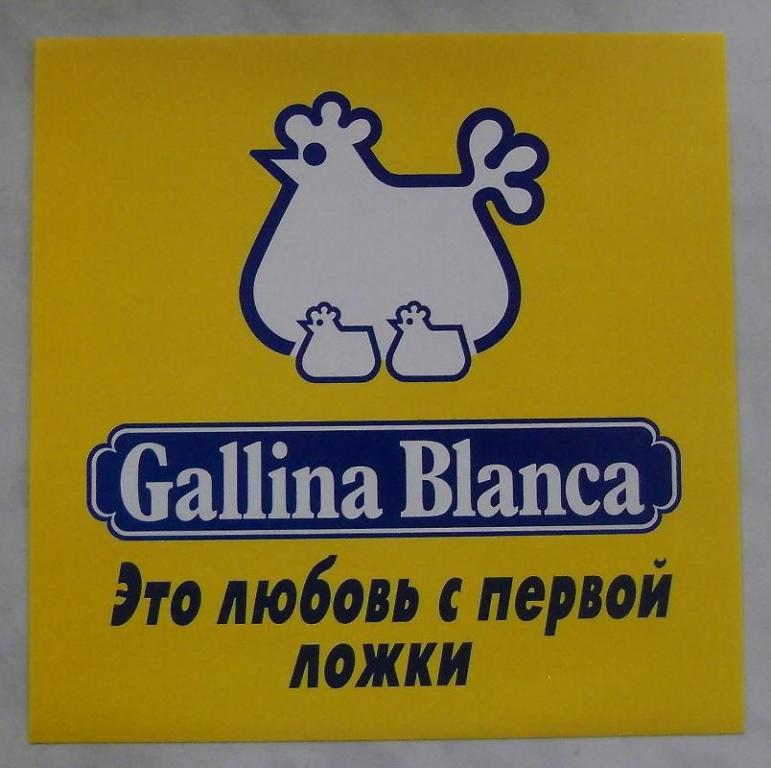 Gallina Blanca
Это любовь с первой
ложки